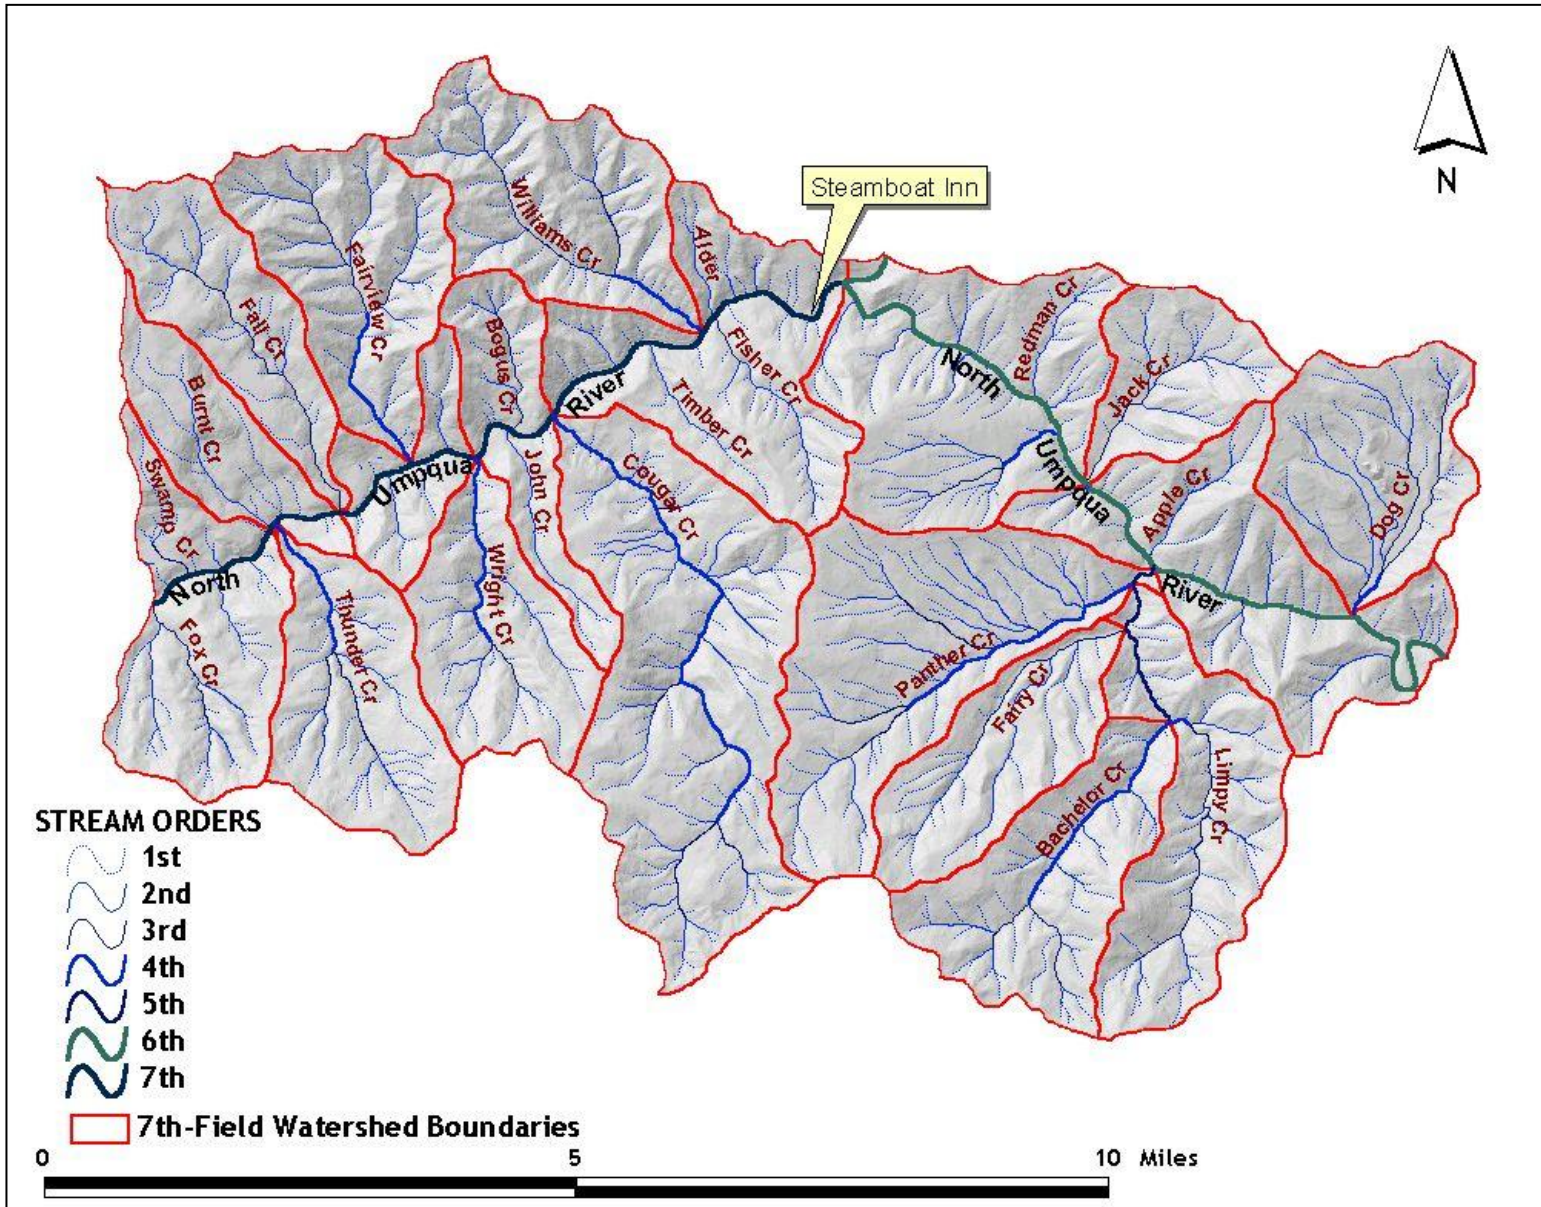 Steamboat Inn
N
Williams Cr
Alder
Fairview Cr
Fall Cr
Bogus Cr
Burnt Cr
Swamp Cr
Fisher Cr
Timber Cr
River
North
Redman Cr
Jack Cr
Umpqua
Umpqua
John Cr
Cougar Cr
Apple Cr
Dog Cr
North
Fox Cr
Thunder Cr
Wright Cr
River
Panther Cr
Fairy Cr
Bachelor Cr
Limpy Cr
STREAM ORDERS
1st
2nd
3rd
4th
5th
6th
7th
7th-Field Watershed Boundaries
0 5 10 Miles